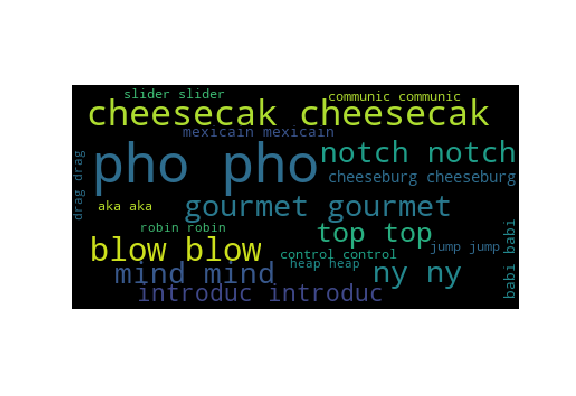 slider slider
communic communic
cheesecak cheesecak
mexicain mexicain
pho pho
notch notch
cheeseburg cheeseburg
drag drag
aka aka
gourmet gourmet
robin robin
top top
blow blow
jump jump
control control
heap heap
mind mind
ny ny
babi babi
introduc introduc